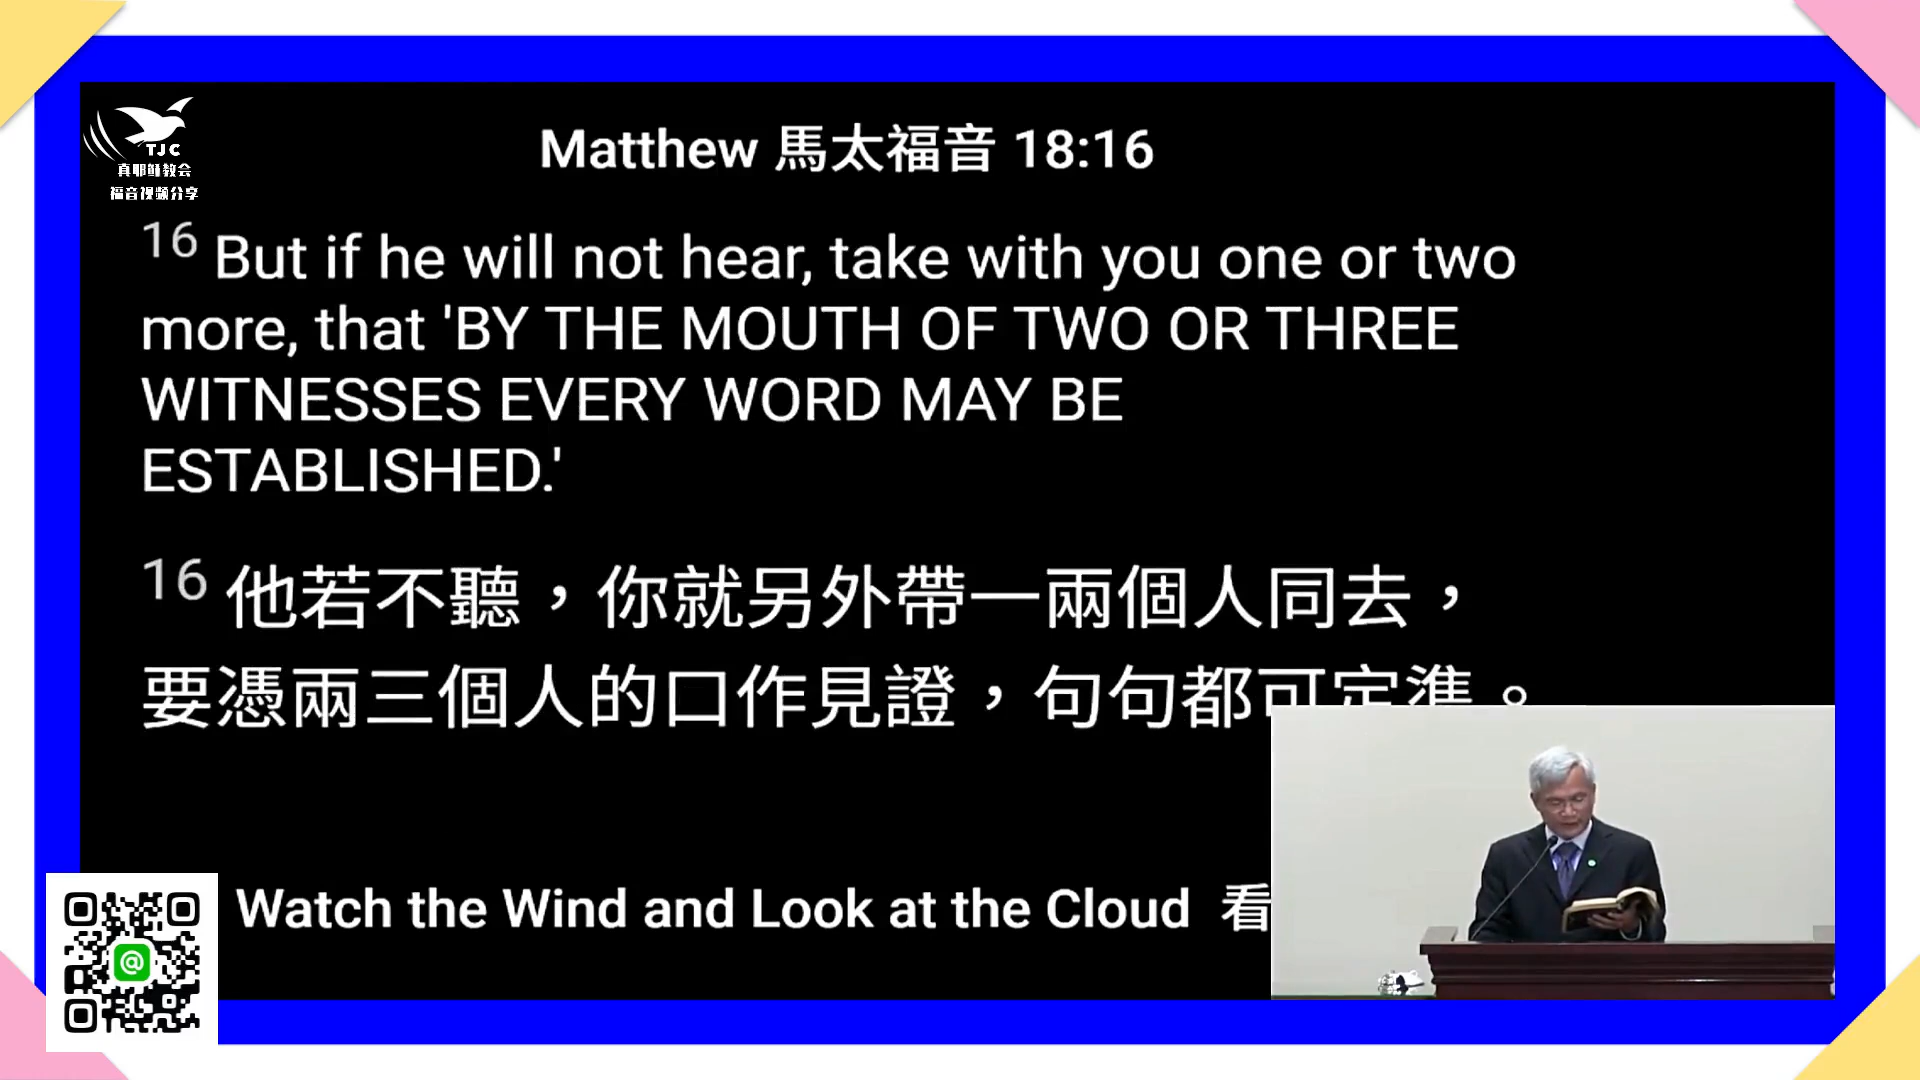 TJC
真耶穌教会
福音视频分享
Matthew 馬太福音 18:16
16 But if he will not hear, take with you one or two
more, that 'BY THE MOUTH OF TWO OR THREE
WITNESSES EVERY WORD MAY BE
ESTABLISHED.'
16 他若不聽，你就另外帶一兩個人同去，
要憑兩三個人的口作見證，句句都可定準。
Watch the Wind and Look at the Cloud 看
@